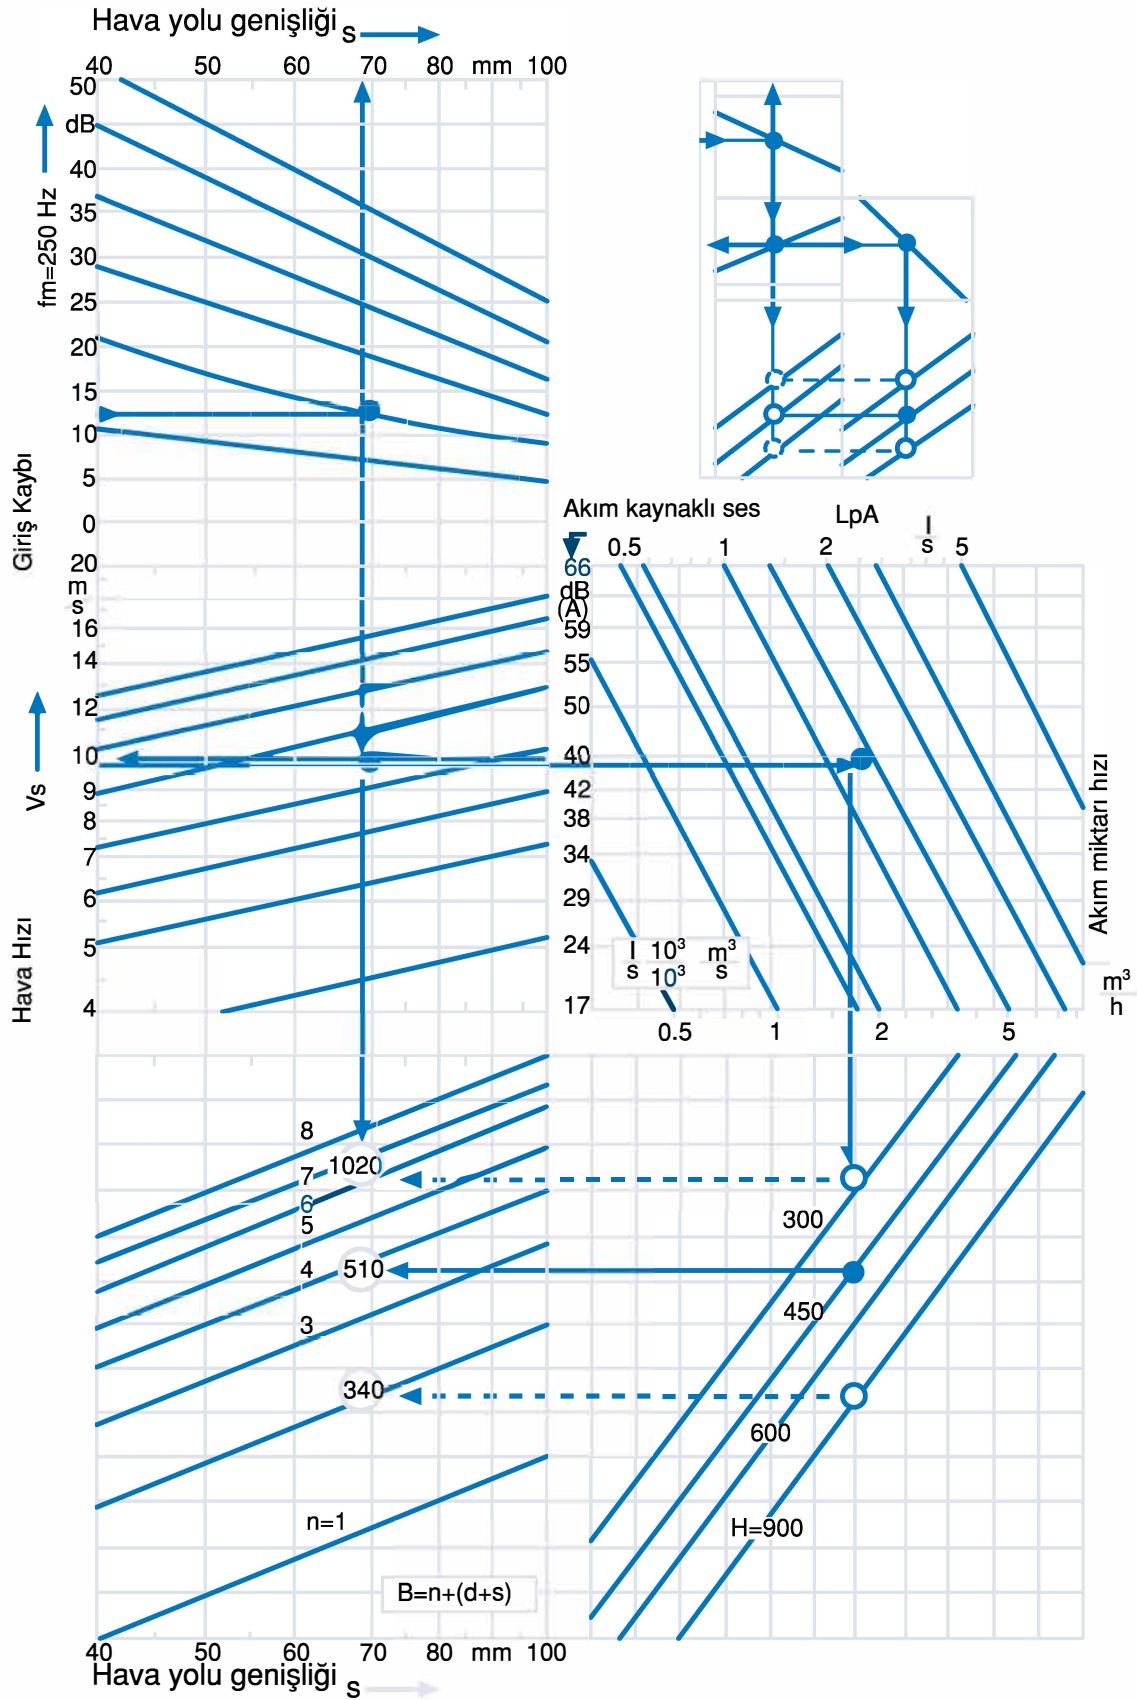 Hava yolu genişliği s
40 50 60 70 80 mm 100
50
dB
40
35
30
25
20
15
10
5
0
fm=250 Hz
Giriş Kaybı
20
m
s
16
14
12
10
9
8
7
6
5
4
Vs
Hava Hızı
Akım kaynaklı ses
LpA
l
s
0.5 1 2 5
66
dB
(A)
59
55
50
40
42
38
34
29
24
17
l 10³ m³
s 10³ s
0.5 1 2 5
m³
h
Akım miktarı hızı
8
7
6
5
4
3
n=1
1020
510
340
300
450
600
H=900
B=n+(d+s)
40 50 60 70 80 mm 100
Hava yolu genişliği s